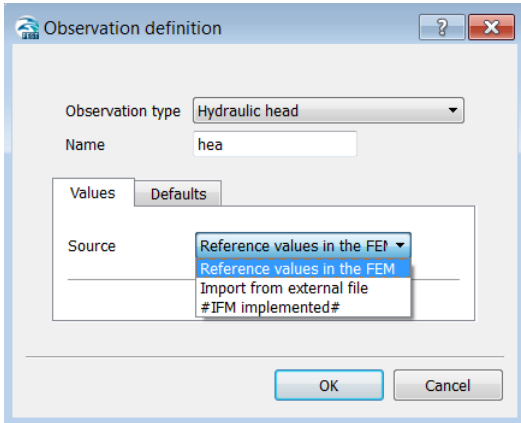 Observation definition
Observation type Hydraulic head
Name hea
Values Defaults
Source Reference values in the FEM
Reference values in the FEM
Import from external file
#IFM implemented#
OK Cancel